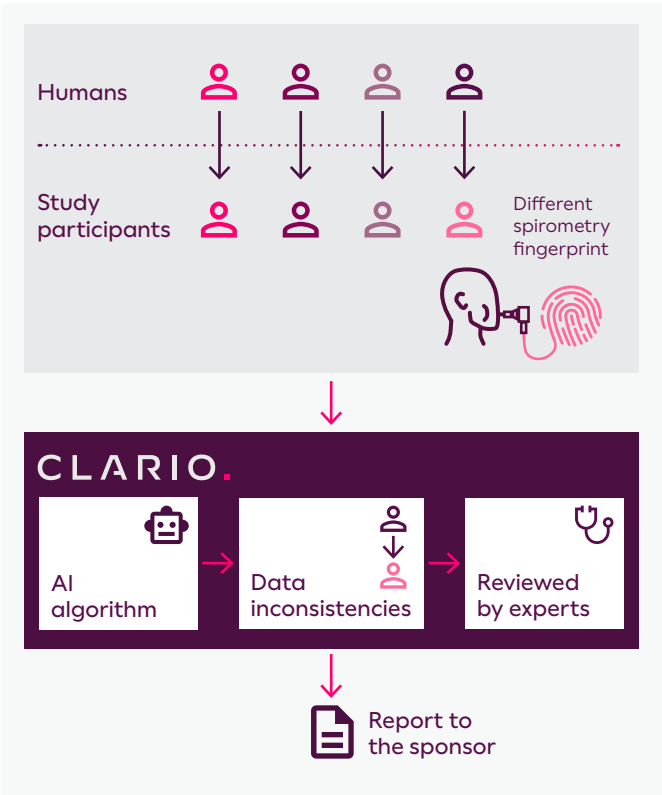 Humans
Study
participants
Different
spirometry
fingerprint
CLARIO.
AI
algorithm
Data
inconsistencies
Reviewed
by experts
Report to
the sponsor